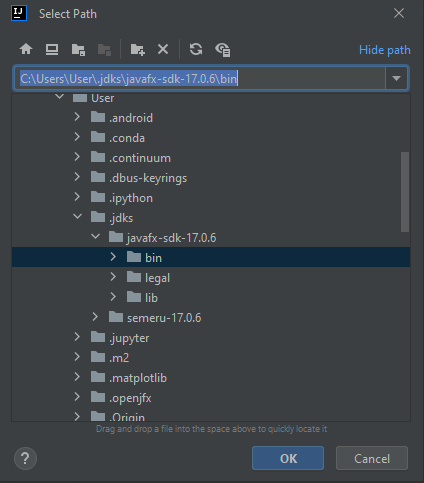 IJ
Select Path
Hide path
C:\Users\User\.jdks\javafx-sdk-17.0.6\bin
User
.android
.conda
.continuum
.dbus-keyrings
.ipython
.jdks
javafx-sdk-17.0.6
bin
legal
lib
semeru-17.0.6
.jupyter
.m2
.matplotlib
.openjfx
.Origin
Drag and drop a file into the space above to quickly locate it
?
OK
Cancel